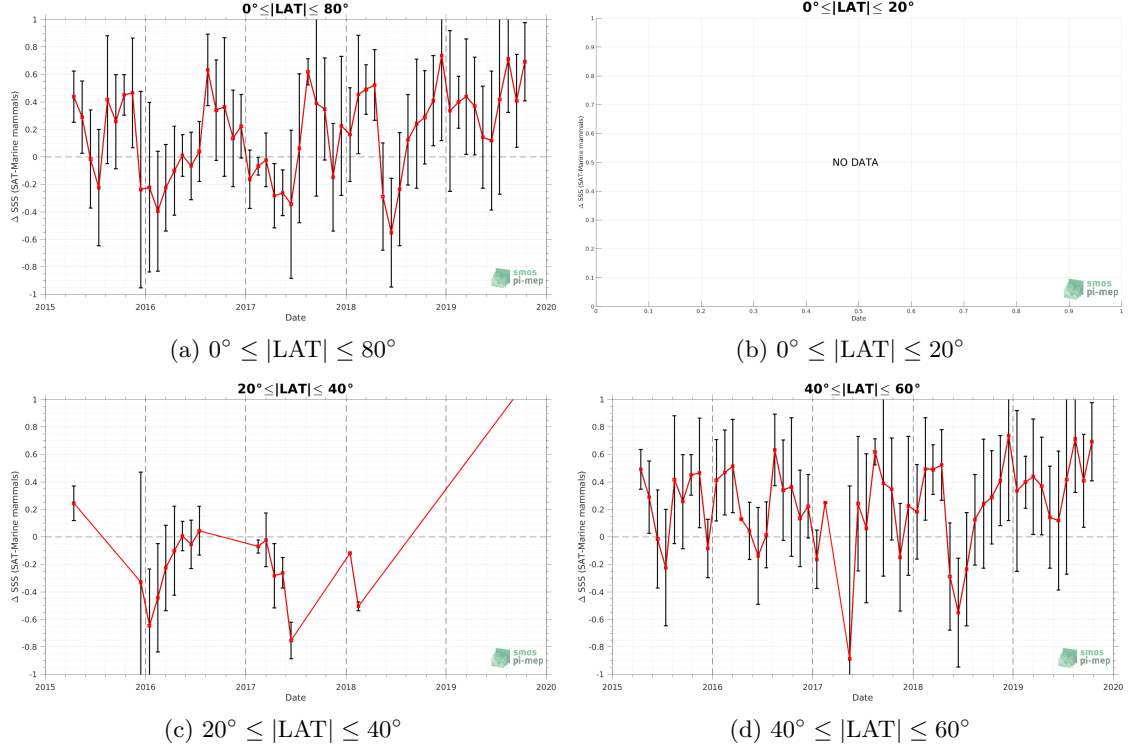 0°≤|LAT|≤ 80°
Δ SSS (SAT-Marine mammals)
1
0.8
0.6
0.4
0.2
0
-0.2
-0.4
-0.6
-0.8
-1
2015 2016 2017 2018 2019 2020
Date
smos
pi-mep
(a) 0° ≤ |LAT| ≤ 80°
0°≤|LAT|≤ 20°
Δ SSS (SAT-Marine mammals)
1
0.9
0.8
0.7
0.6
0.5
0.4
0.3
0.2
0.1
0
NO DATA
0 0.1 0.2 0.3 0.4 0.5 0.6 0.7 0.8 0.9 1
Date
smos
pi-mep
(b) 0° ≤ |LAT| ≤ 20°
20°≤|LAT|≤ 40°
Δ SSS (SAT-Marine mammals)
1
0.8
0.6
0.4
0.2
0
-0.2
-0.4
-0.6
-0.8
-1
2015 2016 2017 2018 2019 2020
Date
smos
pi-mep
(c) 20° ≤ |LAT| ≤ 40°
40°≤|LAT|≤ 60°
Δ SSS (SAT-Marine mammals)
1
0.8
0.6
0.4
0.2
0
-0.2
-0.4
-0.6
-0.8
-1
2015 2016 2017 2018 2019 2020
Date
smos
pi-mep
(d) 40° ≤ |LAT| ≤ 60°